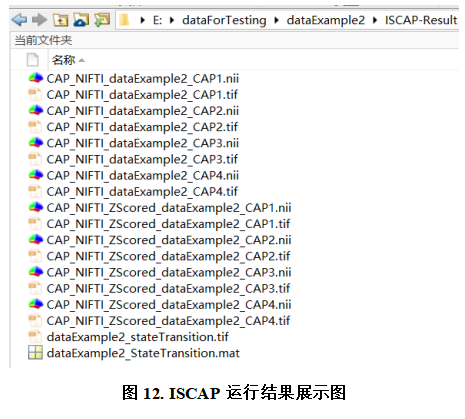 E: ▸ dataForTesting ▸ dataExample2 ▸ ISCAP-Result
当前文件夹
名称
CAP_NIFTI_dataExample2_CAP1.nii
CAP_NIFTI_dataExample2_CAP1.tif
CAP_NIFTI_dataExample2_CAP2.nii
CAP_NIFTI_dataExample2_CAP2.tif
CAP_NIFTI_dataExample2_CAP3.nii
CAP_NIFTI_dataExample2_CAP3.tif
CAP_NIFTI_dataExample2_CAP4.nii
CAP_NIFTI_dataExample2_CAP4.tif
CAP_NIFTI_ZScored_dataExample2_CAP1.nii
CAP_NIFTI_ZScored_dataExample2_CAP1.tif
CAP_NIFTI_ZScored_dataExample2_CAP2.nii
CAP_NIFTI_ZScored_dataExample2_CAP2.tif
CAP_NIFTI_ZScored_dataExample2_CAP3.nii
CAP_NIFTI_ZScored_dataExample2_CAP3.tif
CAP_NIFTI_ZScored_dataExample2_CAP4.nii
CAP_NIFTI_ZScored_dataExample2_CAP4.tif
dataExample2_stateTransition.tif
dataExample2_StateTransition.mat
图 12. ISCAP 运行结果展示图